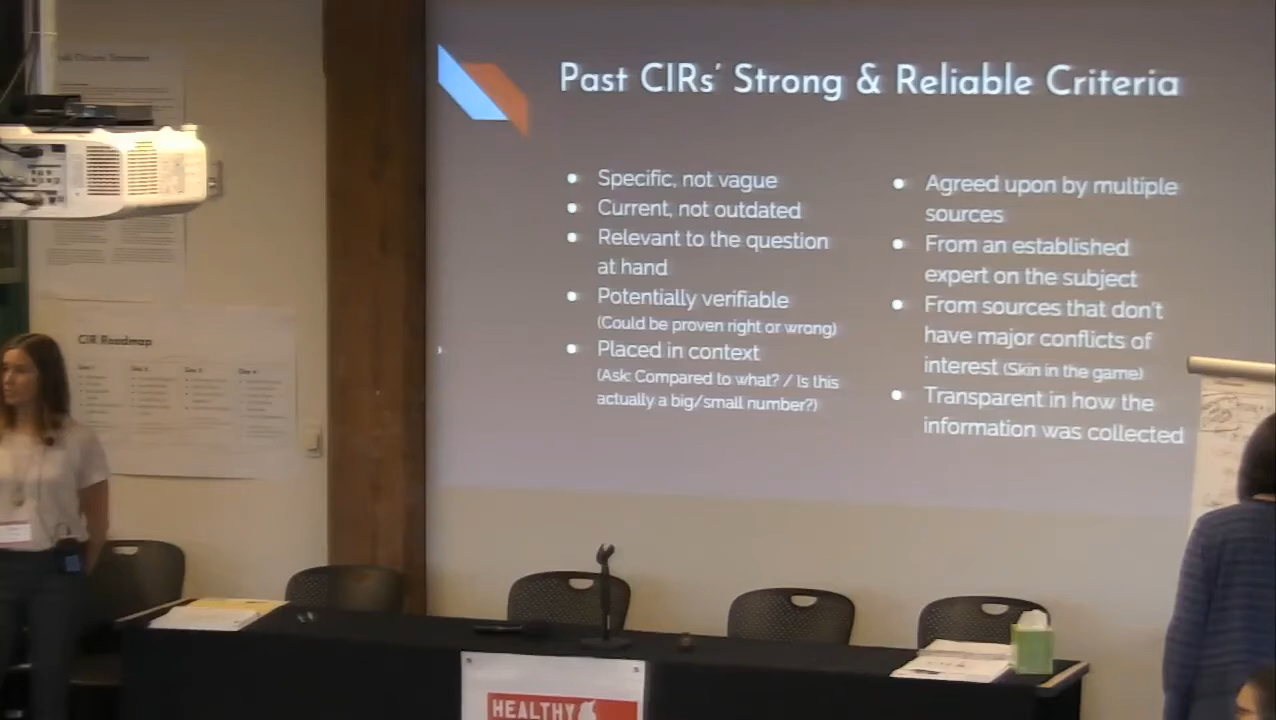 Past CIRs' Strong & Reliable Criteria
Specific, not vague
Current, not outdated
Relevant to the question
at hand
Potentially verifiable
(Could be proven right or wrong)
Placed in context
(Ask: Compared to what? / Is this
actually a big/small number?)
Agreed upon by multiple
sources
From an established
expert on the subject
From sources that don't
have major conflicts of
interest (Skin in the game)
Transparent in how the
information was collected
CIR Roadmap
HEALTHY